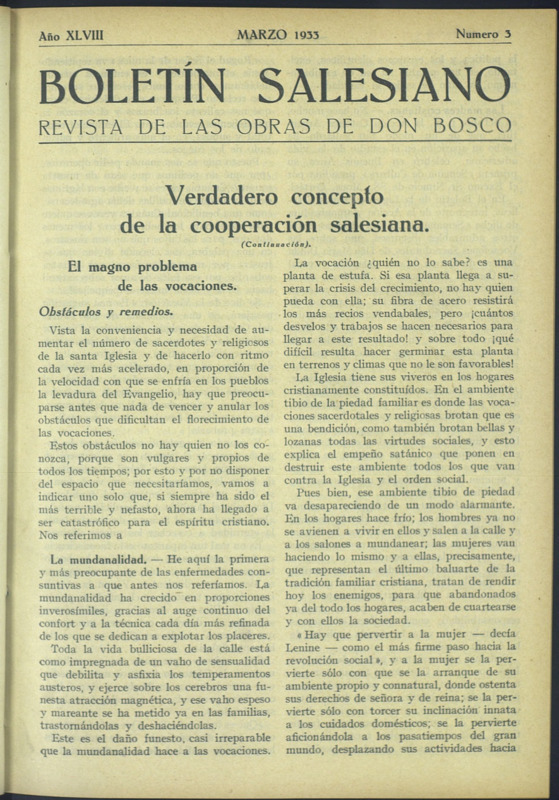 Año XLVIII
MARZO 1933
Numero 3
BOLETÍN SALESIANO
REVISTA DE LAS OBRAS DE DON BOSCO
Verdadero concepto
de la cooperación salesiana.
(Continuación).
El magno problema
de las vocaciones.
Obstáculos y remedios.
Vista la conveniencia y necesidad de au-
mentar el número de sacerdotes y religiosos
de la santa Iglesia y de hacerlo con ritmo
cada vez más acelerado, en proporción de
la velocidad con que se enfría en los pueblos
la levadura del Evangelio, hay que preocu-
parse antes que nada de vencer y anular los
obstáculos que dificultan el florecimiento de
las vocaciones.
Estos obstáculos no hay quien no los co-
nozca, porque son vulgares y propios de
todos los tiempos; por esto y por no disponer
del espacio que necesitaríamos, vamos a
indicar uno solo que, si siempre ha sido el
más terrible y nefasto, ahora ha llegado a
ser catastrófico para el espíritu cristiano.
Nos referimos a
La mundanalidad. — He aquí la primera
y más preocupante de las enfermedades con-
suntivas a que antes nos referíamos. La
mundanalidad ha crecido en proporciones
inverosímiles, gracias al auge continuo del
confort y a la técnica cada día más refinada
de los que se dedican a explotar los placeres.
Toda la vida bulliciosa de la calle está
como impregnada de un vaho de sensualidad
que debilita y asfixia los temperamentos
austeros, y ejerce sobre los cerebros una fu-
nesta atracción magnética, y ese vaho espeso
y mareante se ha metido ya en las familias,
trastornándolas y deshaciéndolas.
Este es el daño funesto, casi irreparable
que la mundanalidad hace a las vocaciones.
La vocación ¿quién no lo sabe? es una
planta de estufa. Si esa planta llega a su-
perar la crisis del crecimiento, no hay quien
pueda con ella; su fibra de acero resistirá
los más recios vendabales, pero ¡cuántos
desvelos y trabajos se hacen necesarios para
llegar a este resultado! y sobre todo ¡qué
difícil resulta hacer germinar esta planta
en terrenos y climas que no le son favorables!
La Iglesia tiene sus viveros en los hogares
cristianamente constituídos. En el ambiente
tibio de la piedad familiar es donde las voca-
ciones sacerdotales y religiosas brotan que es
una bendición, como también brotan bellas y
lozanas todas las virtudes sociales, y esto
explica el empeño satánico que ponen en
destruir este ambiente todos los que van
contra la Iglesia y el orden social.
Pues bien, ese ambiente tibio de piedad
va desapareciendo de un modo alarmante.
En los hogares hace frío; los hombres ya no
se avienen a vivir en ellos y salen a la calle y
a los salones a mundanear; las mujeres van
haciendo lo mismo y a ellas, precisamente,
que representan el último baluarte de la
tradición familiar cristiana, tratan de rendir
hoy los enemigos, para que abandonados
ya del todo los hogares, acaben de cuartearse
y con ellos la sociedad.
« Hay que pervertir a la mujer — decía
Lenine — como el más firme paso hacia la
revolución social », y a la mujer se la per-
vierte sólo con que se la arranque de su
ambiente propio y connatural, donde ostenta
sus derechos de señora y de reina; se la per-
vierte sólo con torcer su inclinación innata
a los cuidados domésticos; se la pervierte
aficionándola a los pasatiempos del gran
mundo, desplazando sus actividades hacia